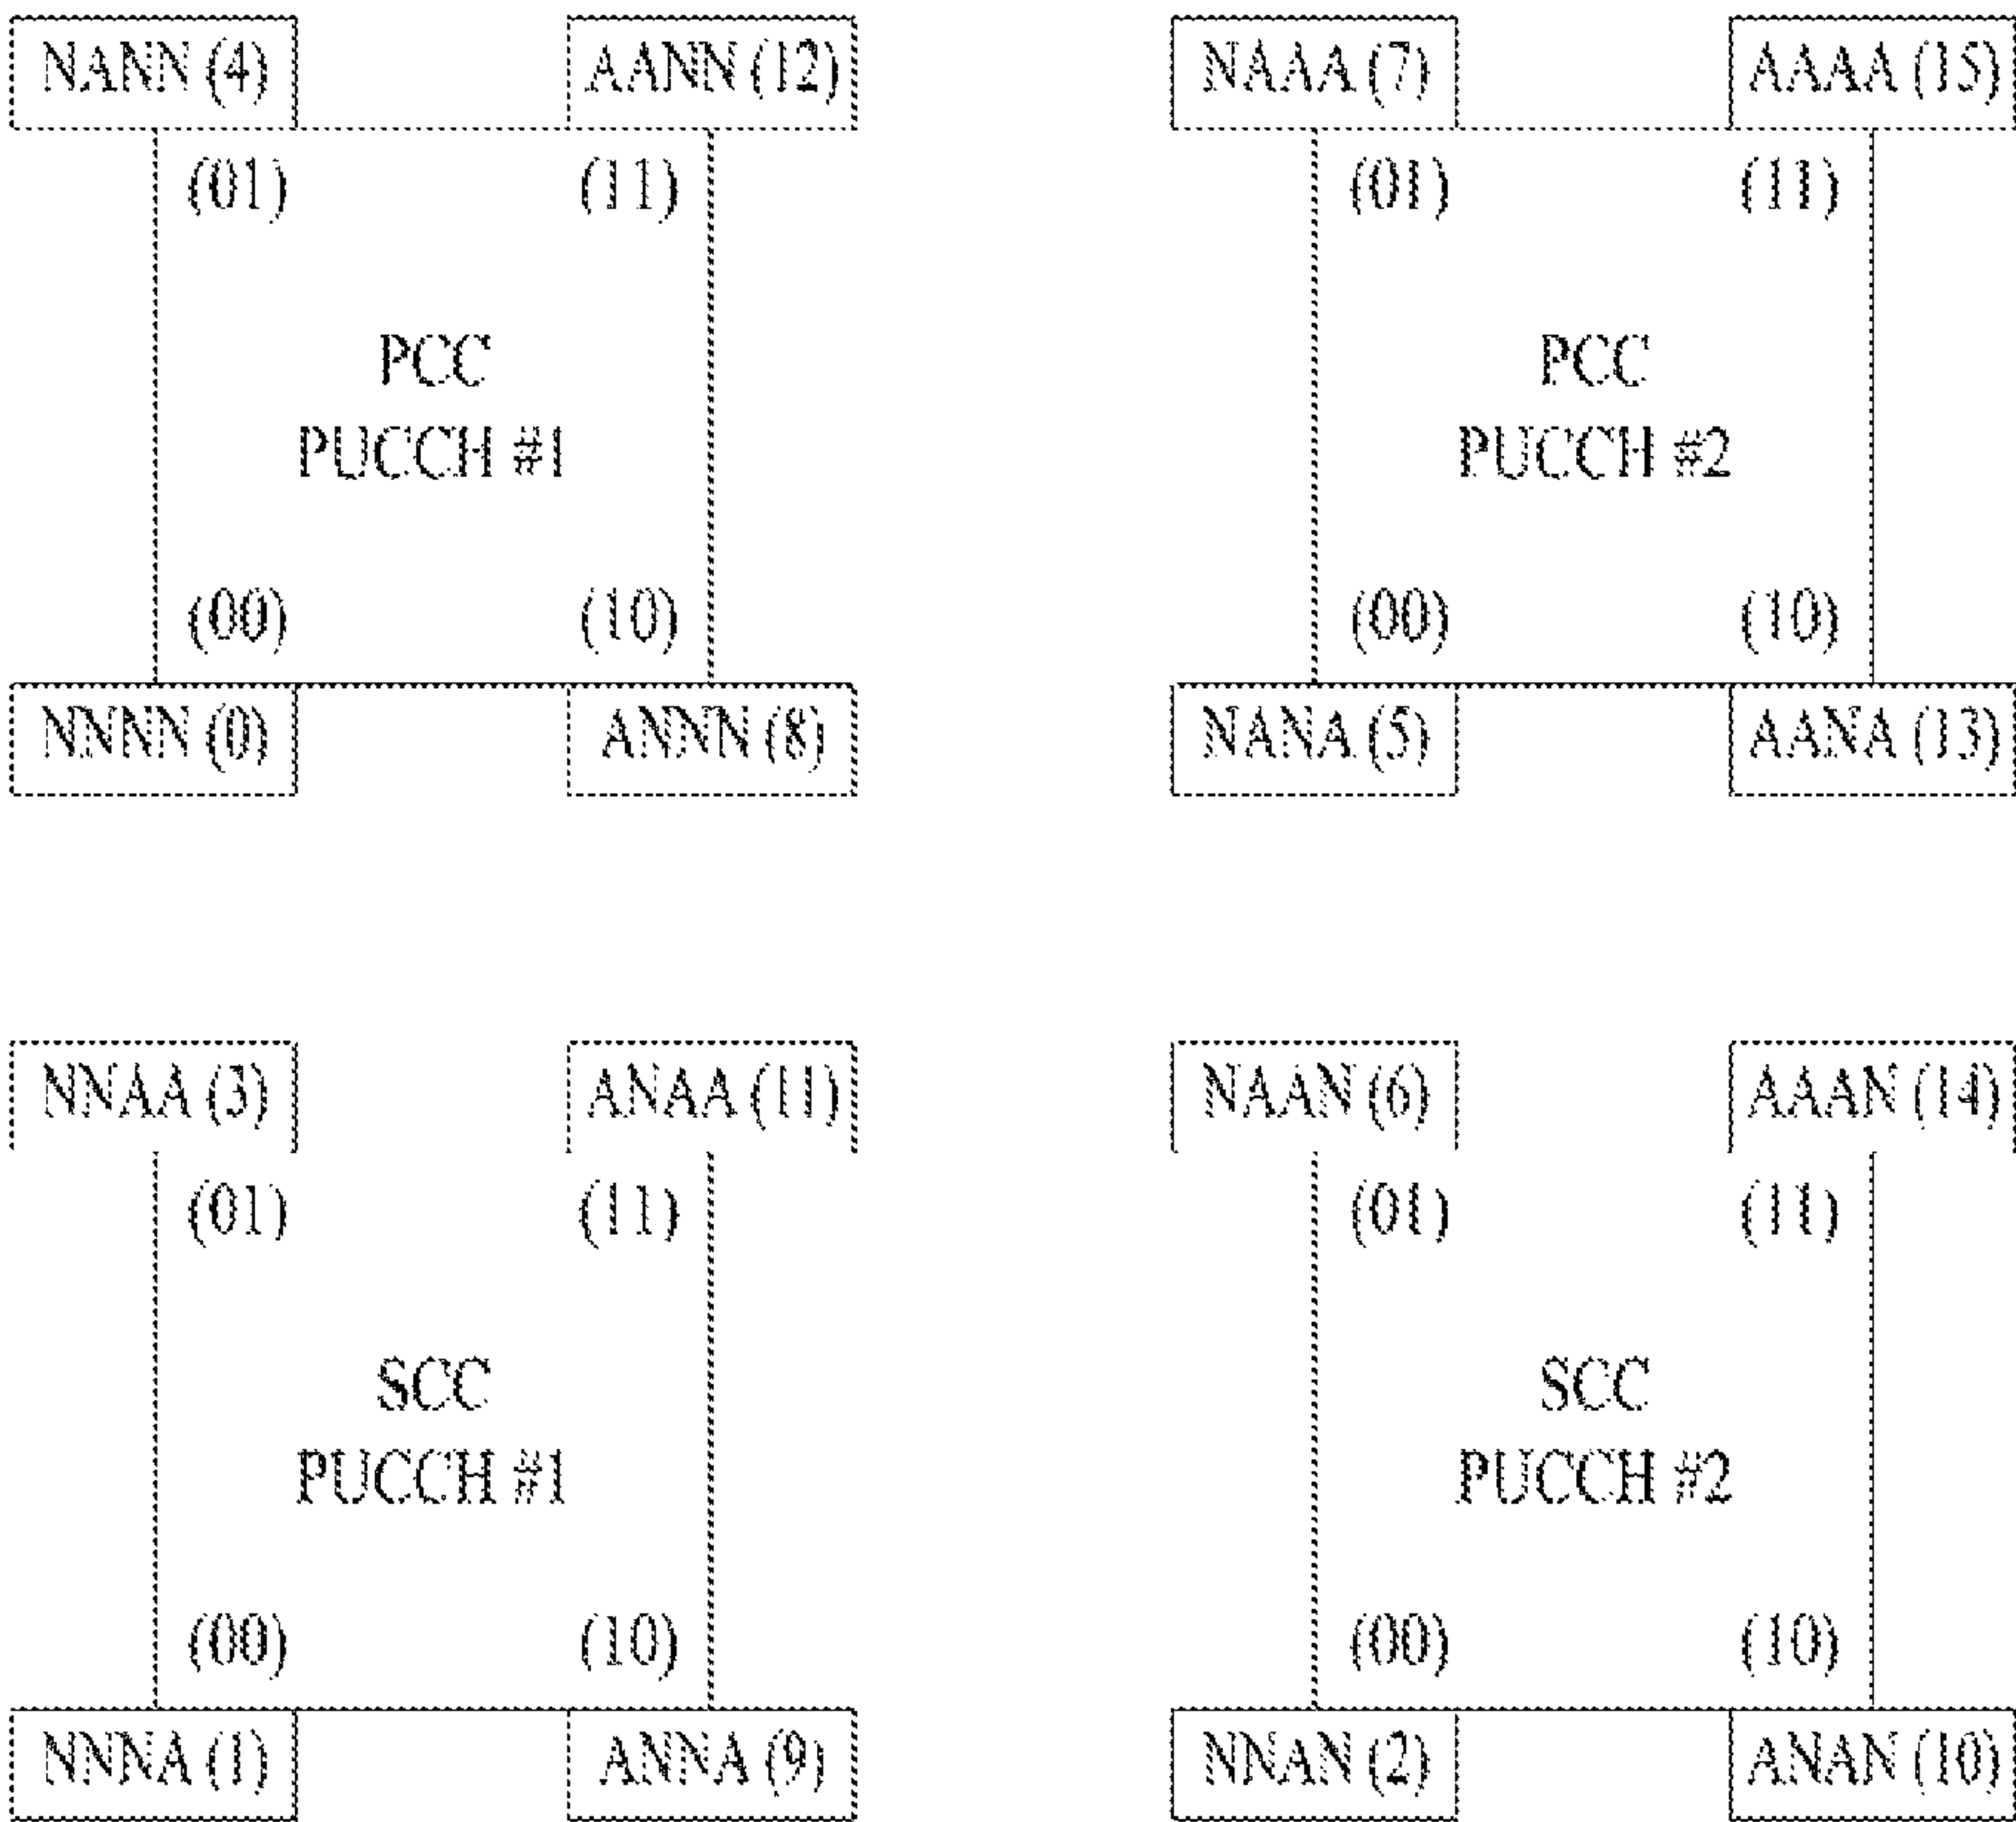 NANN (4) AANN (12)
(01) (11)
PCC
PUCCH #1
(00) (10)
NNNN (0) ANNN (8)
NAAA (7) AAAA (15)
(01) (11)
PCC
PUCCH #2
(00) (10)
NANA (5) AANA (13)
NNAA (3) ANAA (11)
(01) (11)
SCC
PUCCH #1
(00) (10)
NNNA (1) ANNA (9)
NAAN (6) AAAN (14)
(01) (11)
SCC
PUCCH #2
(00) (10)
NNAN (2) ANAN (10)